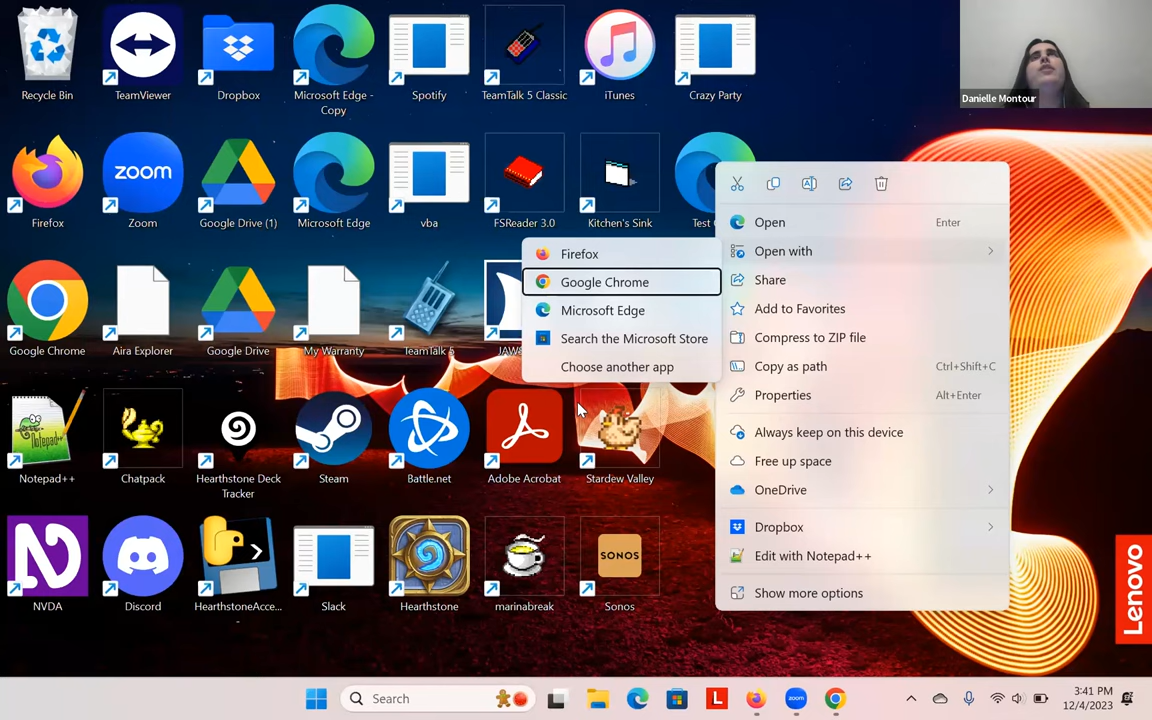 Recycle Bin
TeamViewer
Dropbox
Microsoft Edge -
Copy
Spotify
TeamTalk 5 Classic
iTunes
Crazy Party
Danielle Montour
Firefox
zoom
Zoom
Google Drive (1)
Microsoft Edge
vba
FSReader 3.0
Kitchen's Sink
Test
Open
Enter
Open with
Share
Add to Favorites
Compress to ZIP file
Copy as path
Ctrl+Shift+C
Properties
Alt+Enter
Always keep on this device
Free up space
OneDrive
Dropbox
Edit with Notepad++
Show more options
Firefox
Google Chrome
Microsoft Edge
Search the Microsoft Store
Choose another app
Google Chrome
Aira Explorer
Google Drive
My Warranty
TeamTalk 5
JAWS
Notepad++
Chatpack
Hearthstone Deck
Tracker
Steam
Battle.net
Adobe Acrobat
Stardew Valley
NVDA
Discord
HearthstoneAcce...
Slack
Hearthstone
marinabreak
SONOS
Sonos
Lenovo
Search
L
zoom
3:41 PM
12/4/2023